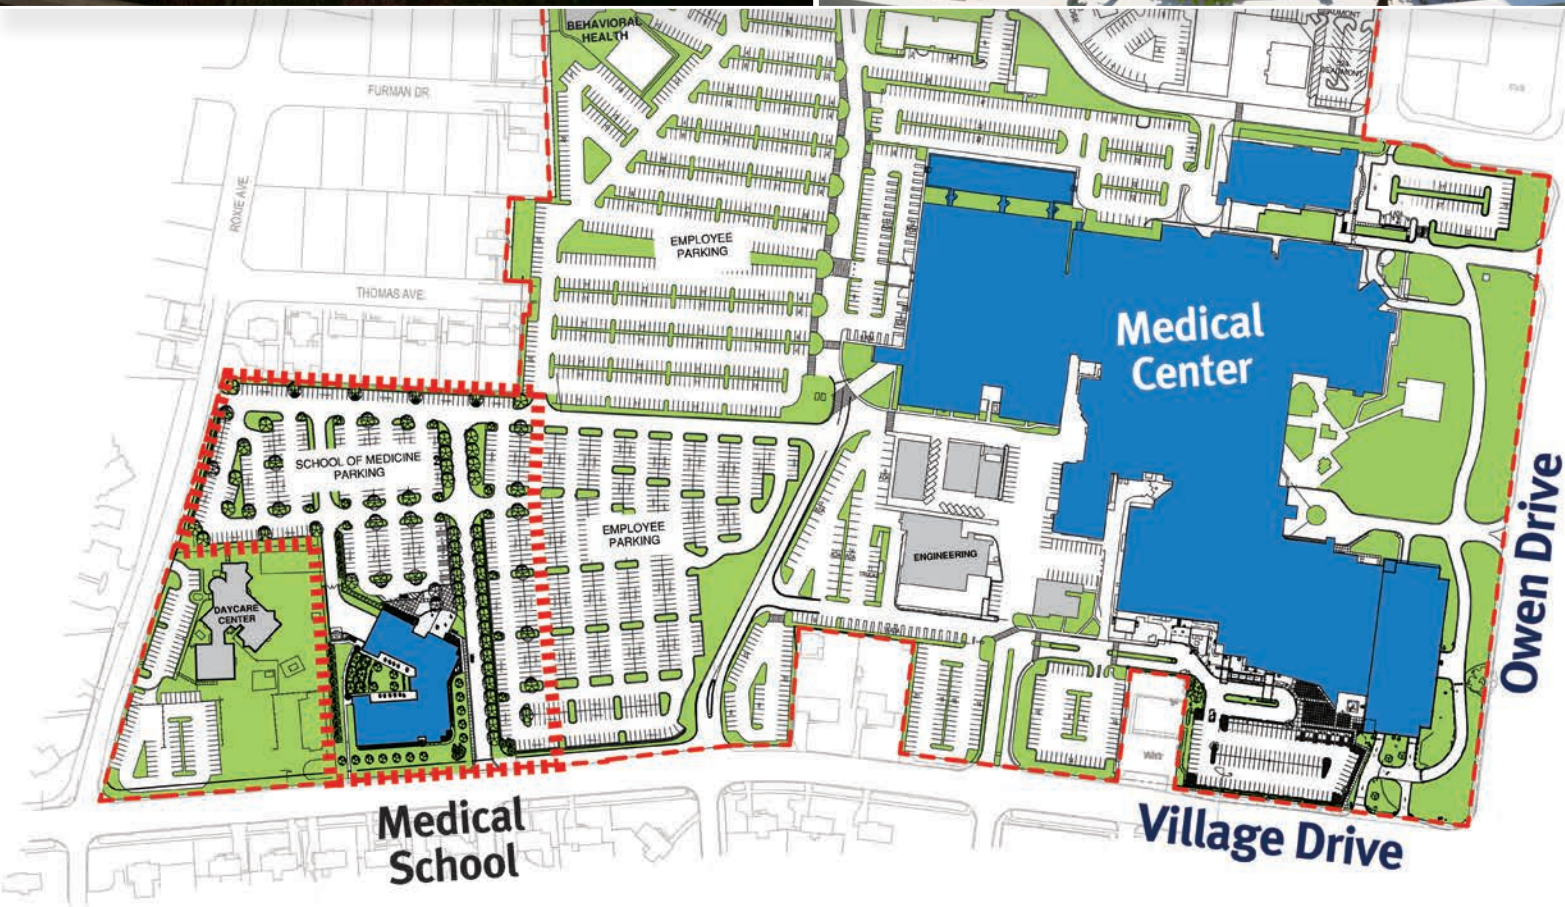 BEHAVIORAL
HEALTH
BEAUMONT
FURMAN DR.
ROXIE AVE.
EMPLOYEE
PARKING
THOMAS AVE.
Medical
Center
SCHOOL OF MEDICINE
PARKING
EMPLOYEE
PARKING
ENGINEERING
DAYCARE
CENTER
Owen Drive
Medical
School
Village Drive